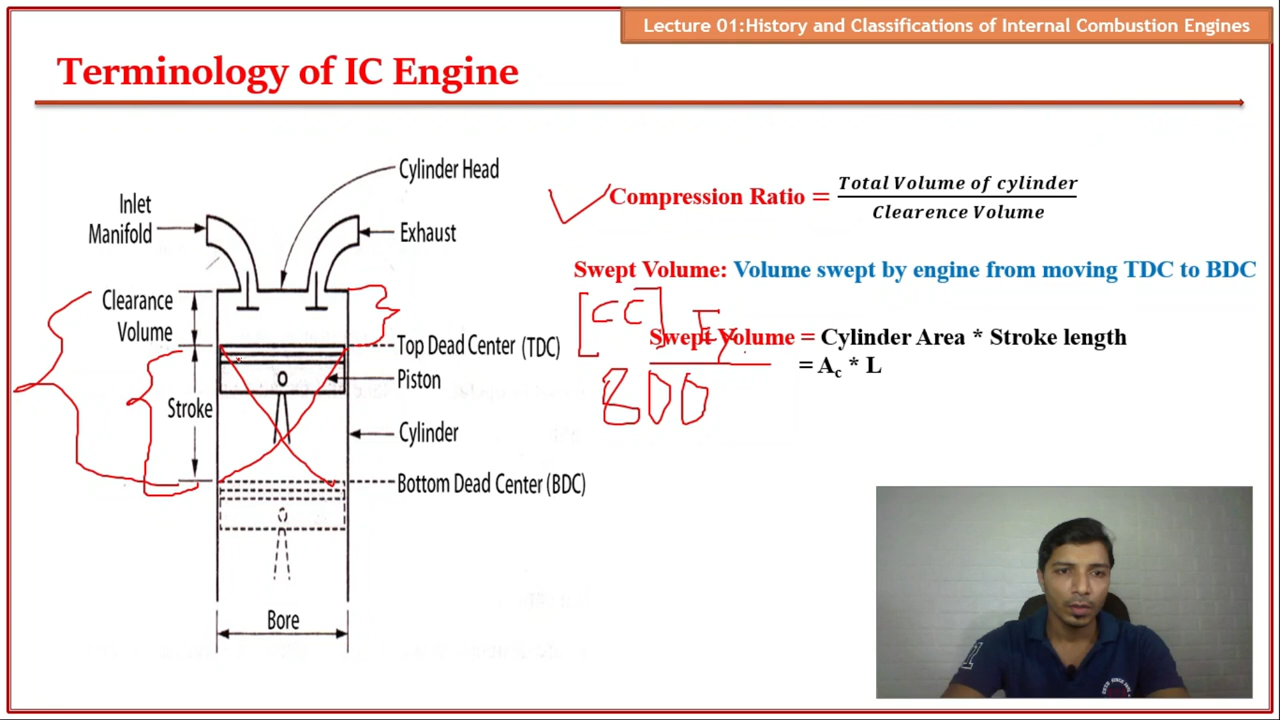 Lecture 01:History and Classifications of Internal Combustion Engines
Terminology of IC Engine
Cylinder Head
Inlet
Manifold
Exhaust
Clearance
Volume
Top Dead Center (TDC)
Piston
Stroke
Cylinder
Bottom Dead Center (BDC)
Bore
Compression Ratio = Total Volume of cylinder
Clearence Volume
Swept Volume: Volume swept by engine from moving TDC to BDC
[CC]
Swept Volume = Cylinder Area * Stroke length
= Ac * L
800